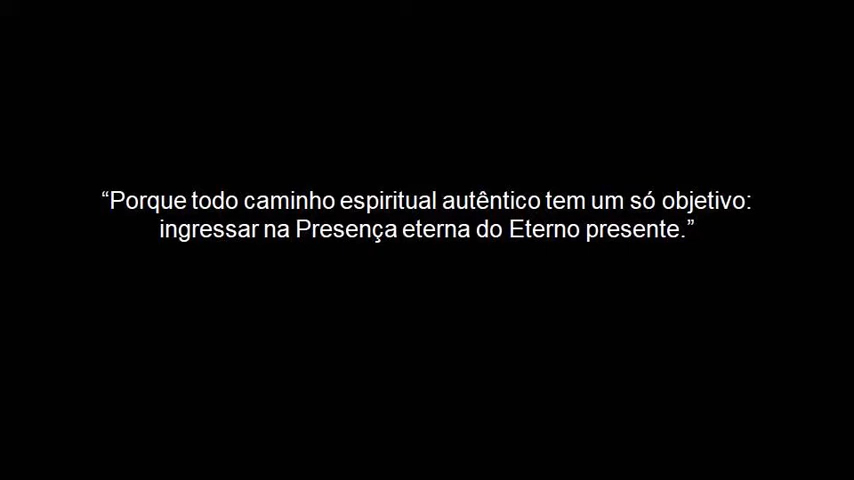 “Porque todo caminho espiritual autêntico tem um só objetivo:
ingressar na Presença eterna do Eterno presente.”